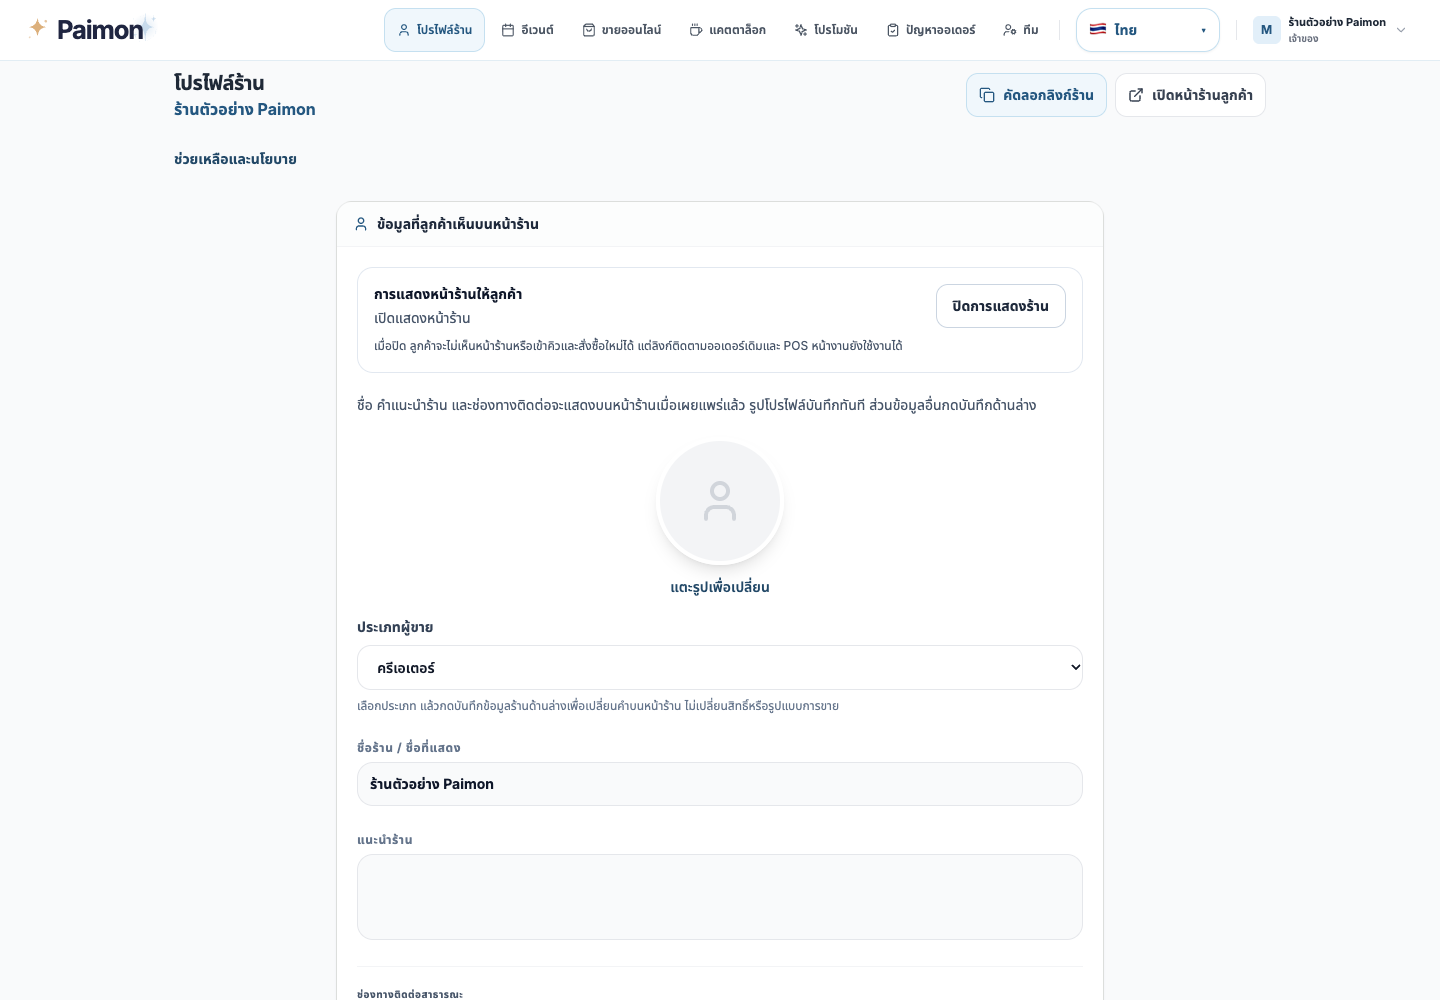 Paimon
โปรไฟล์ร้าน
อีเวนต์
ขายออนไลน์
แคตตาล็อก
โปรโมชัน
ปัญหาออเดอร์
ทีม
ไทย
M
ร้านตัวอย่าง Paimon
เจ้าของ
โปรไฟล์ร้าน
ร้านตัวอย่าง Paimon
คัดลอกลิงก์ร้าน
เปิดหน้าร้านลูกค้า
ช่วยเหลือและนโยบาย
ข้อมูลที่ลูกค้าเห็นบนหน้าร้าน
การแสดงหน้าร้านให้ลูกค้า
เปิดแสดงหน้าร้าน
ปิดการแสดงร้าน
เมื่อปิด ลูกค้าจะไม่เห็นหน้าร้านหรือเข้าคิวและสั่งซื้อใหม่ได้ แต่ลิงก์ติดตามออเดอร์เดิมและ POS หน้างานยังใช้งานได้
ชื่อ คำแนะนำร้าน และช่องทางติดต่อจะแสดงบนหน้าร้านเมื่อเผยแพร่แล้ว รูปโปรไฟล์บันทึกทันที ส่วนข้อมูลอื่นกดบันทึกด้านล่าง
แตะรูปเพื่อเปลี่ยน
ประเภทผู้ขาย
ครีเอเตอร์
เลือกประเภท แล้วกดบันทึกข้อมูลร้านด้านล่างเพื่อเปลี่ยนคำบนหน้าร้าน ไม่เปลี่ยนสิทธิ์หรือรูปแบบการขาย
ชื่อร้าน / ชื่อที่แสดง
ร้านตัวอย่าง Paimon
แนะนำร้าน
ช่องทางติดต่อสาธารณะ